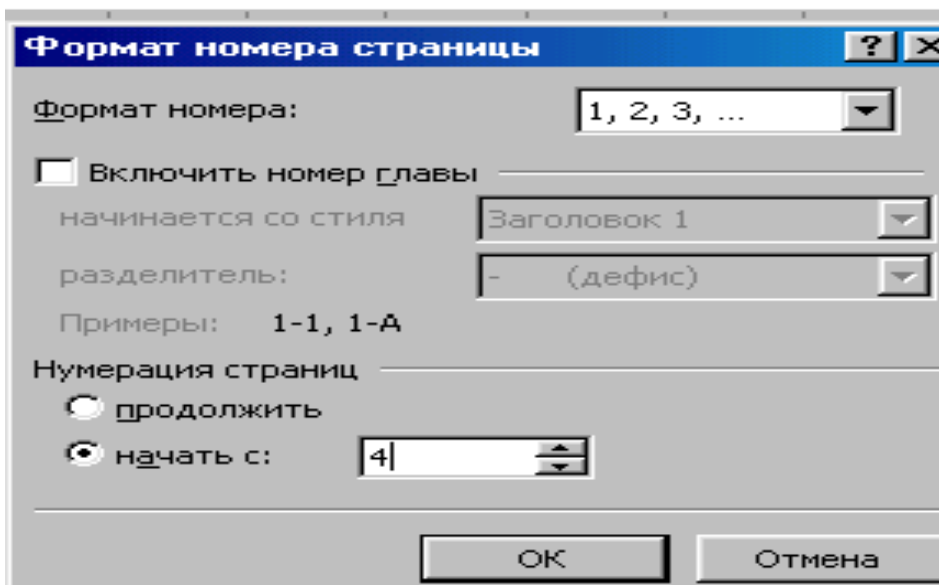 Формат номера страницы
Формат номера: 1, 2, 3, ...
Включить номер главы
начинается со стиля Заголовок 1
разделитель: - (дефис)
Примеры: 1-1, 1-A
Нумерация страниц
продолжить
начать с: 4
ОК Отмена